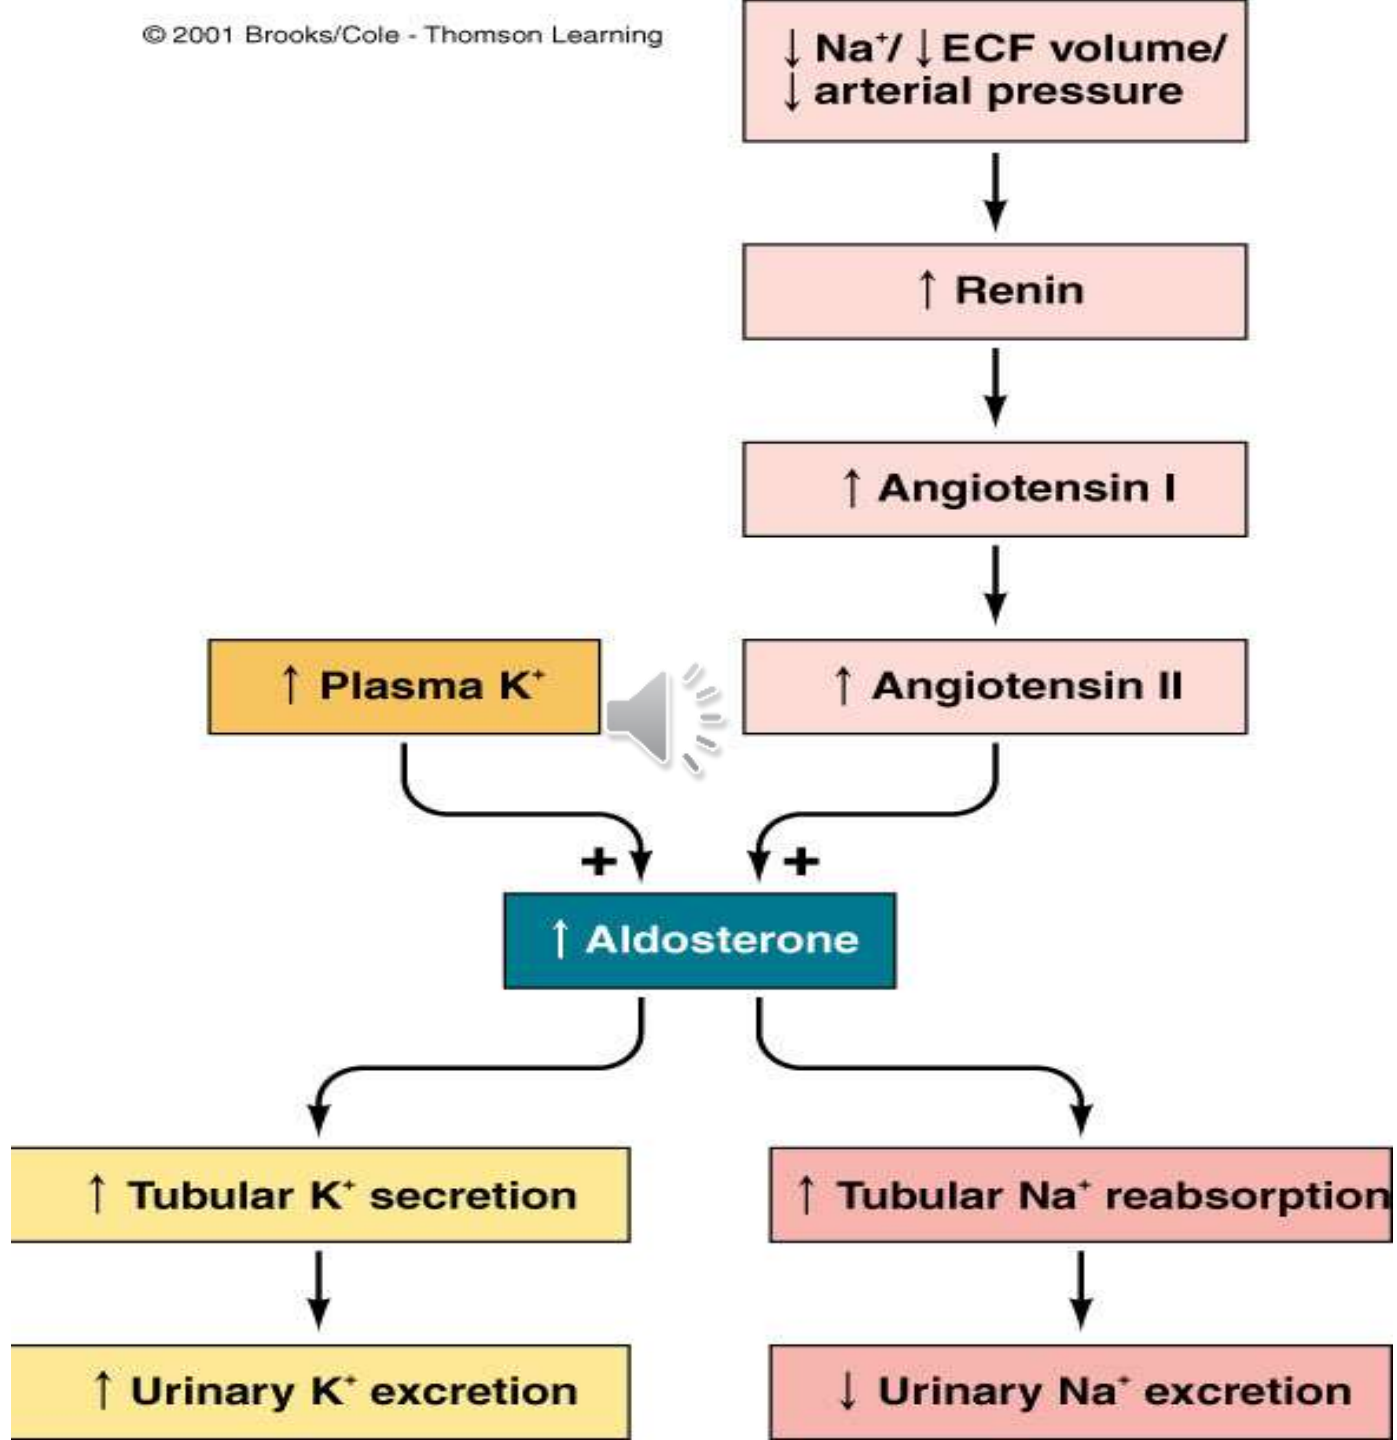 © 2001 Brooks/Cole - Thomson Learning
↓ Na⁺/ ↓ ECF volume/
↓ arterial pressure
↑ Renin
↑ Angiotensin I
↑ Plasma K⁺
↑ Angiotensin II
+ +
↑ Aldosterone
↑ Tubular K⁺ secretion
↑ Tubular Na⁺ reabsorption
↑ Urinary K⁺ excretion
↓ Urinary Na⁺ excretion